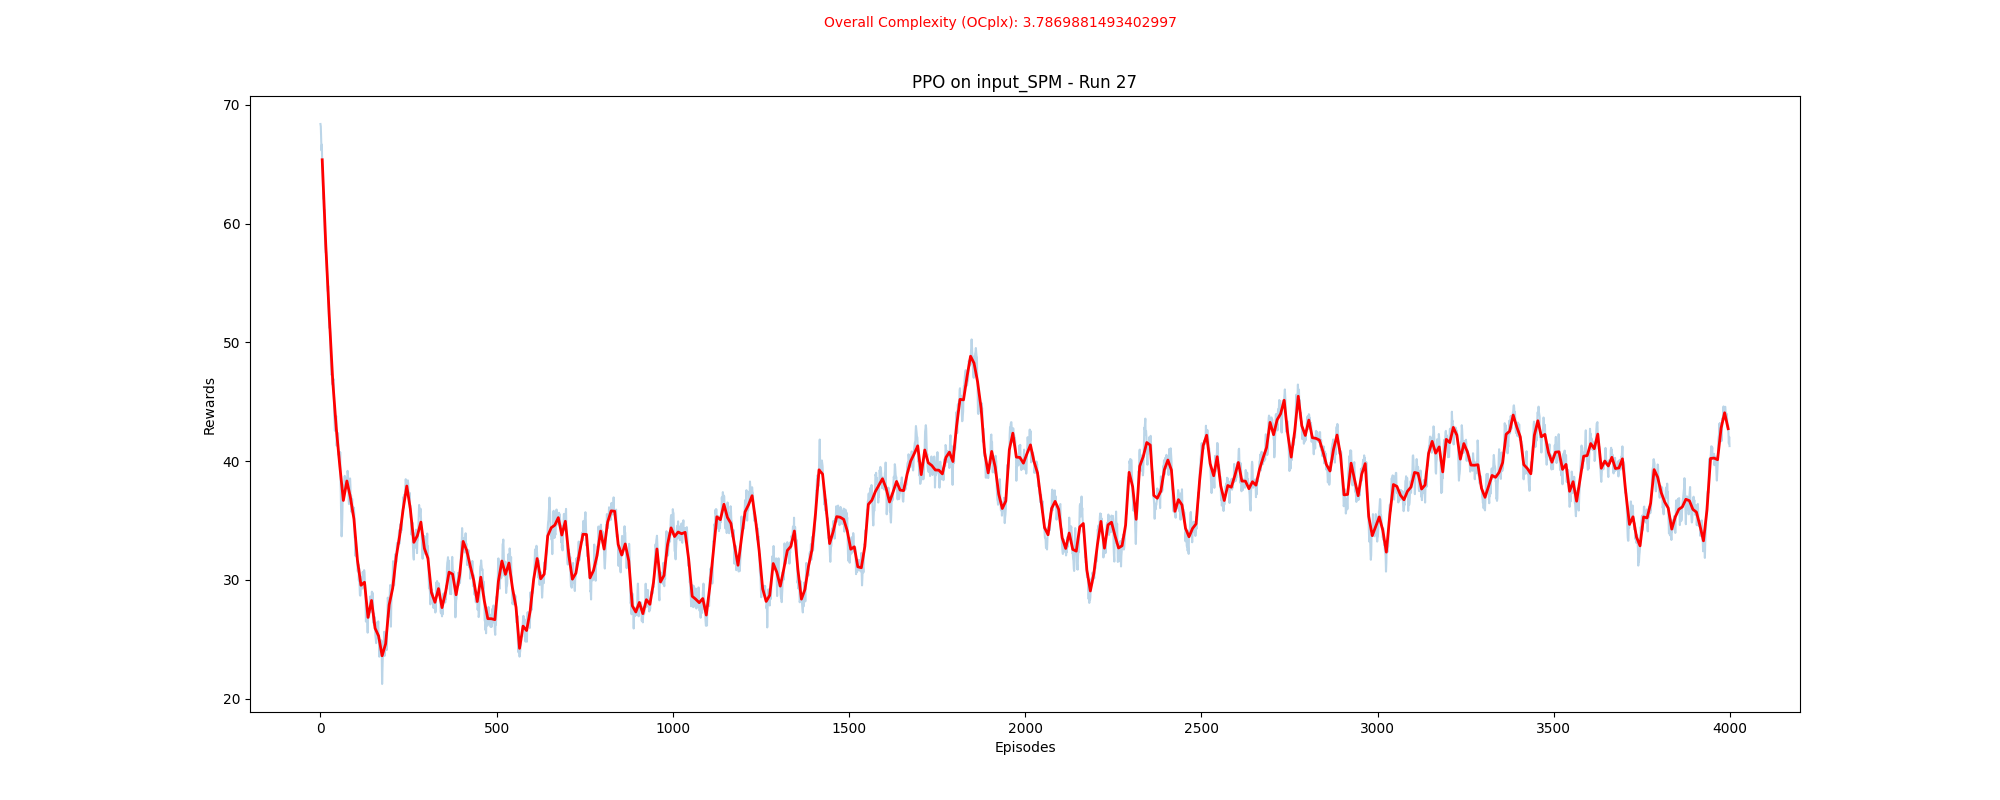 Overall Complexity (OCplx): 3.7869881493402997
PPO on input_SPM - Run 27
70
60
50
40
30
20
Rewards
0 500 1000 1500 2000 2500 3000 3500 4000
Episodes